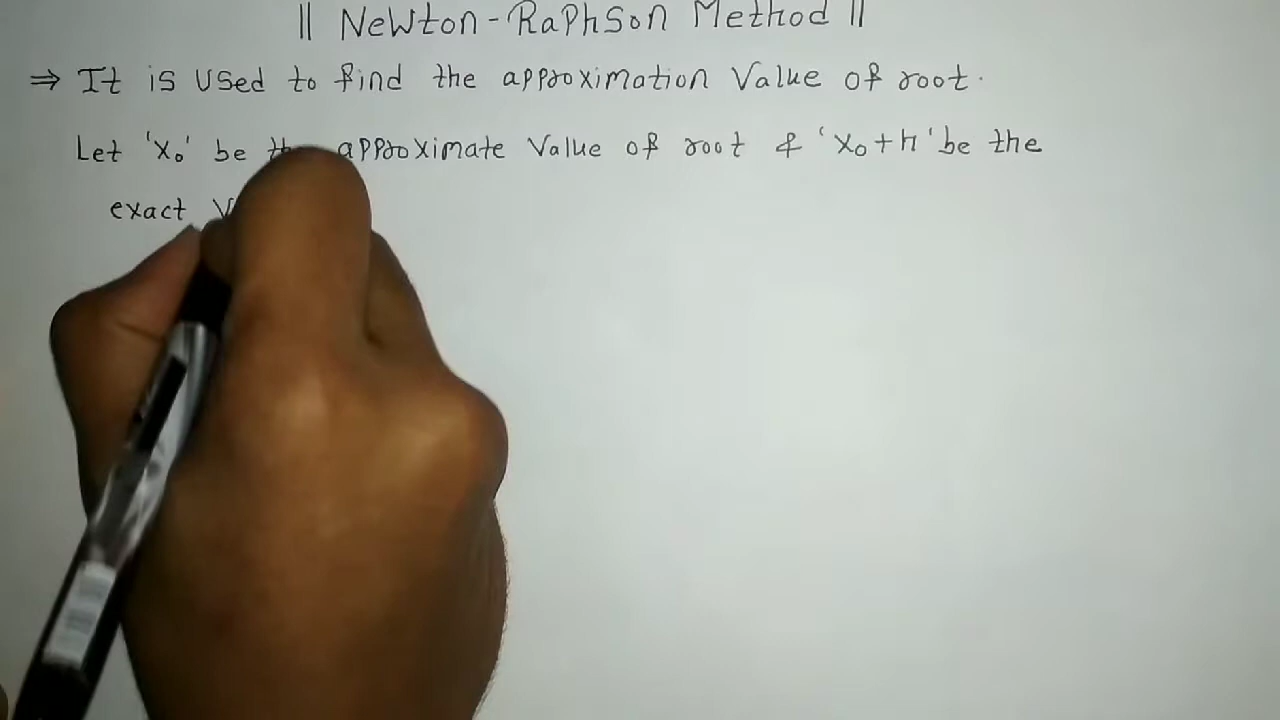 || Newton-Raphson Method ||
⇒ It is used to find the approximation Value of root.
Let 'x₀' be approximate Value of root & 'x₀+h' be the
exact